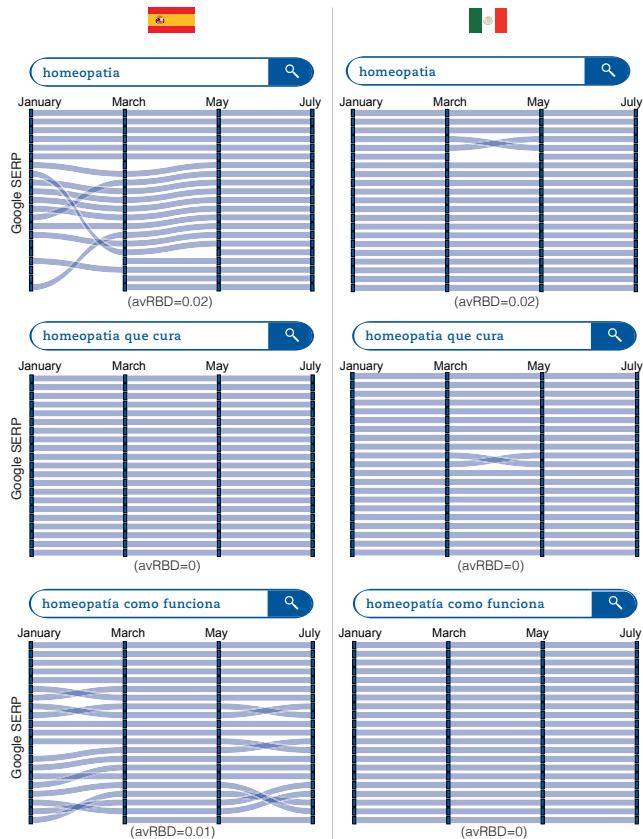 homeopatia
January March May July
Google SERP
(avRBD=0.02)
homeopatia
January March May July
(avRBD=0.02)
homeopatia que cura
January March May July
Google SERP
(avRBD=0)
homeopatia que cura
January March May July
(avRBD=0)
homeopatía como funciona
January March May July
Google SERP
(avRBD=0.01)
homeopatía como funciona
January March May July
(avRBD=0)